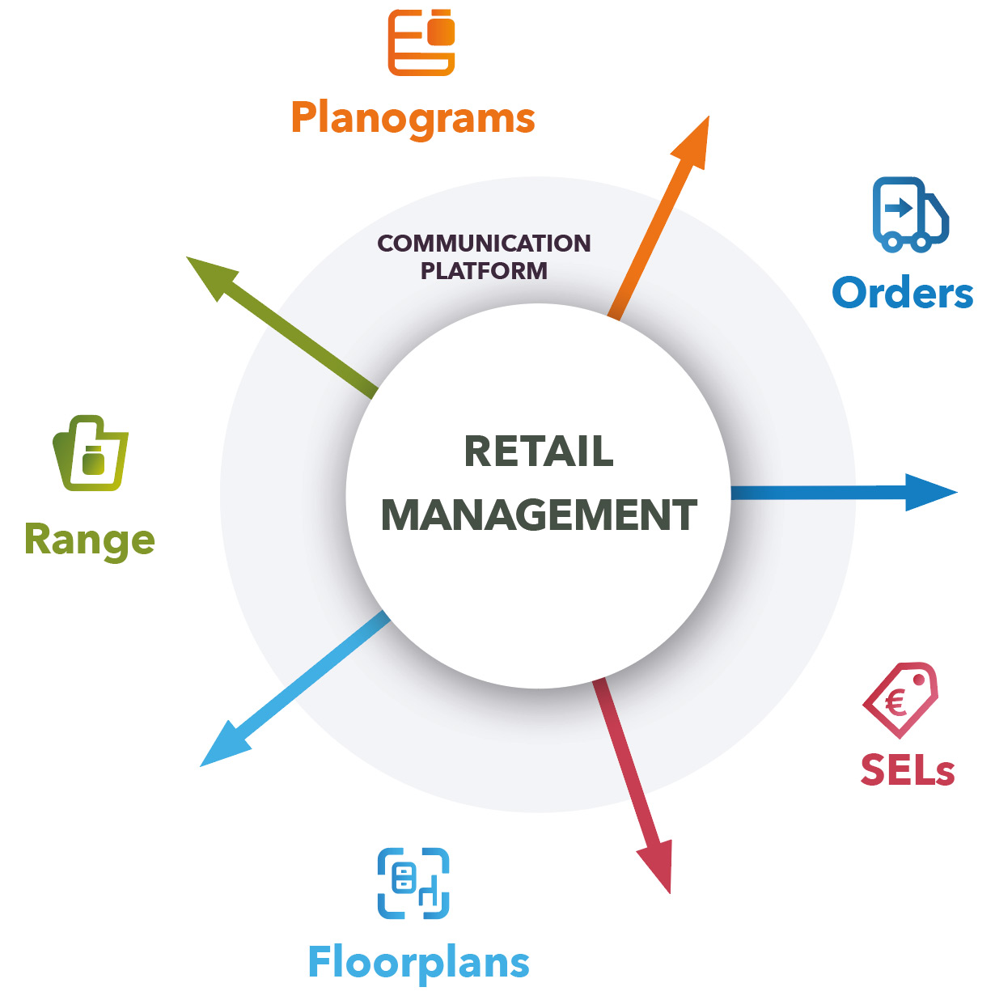 Planograms
COMMUNICATION
PLATFORM
Orders
RETAIL
MANAGEMENT
Range
€
SELs
Floorplans